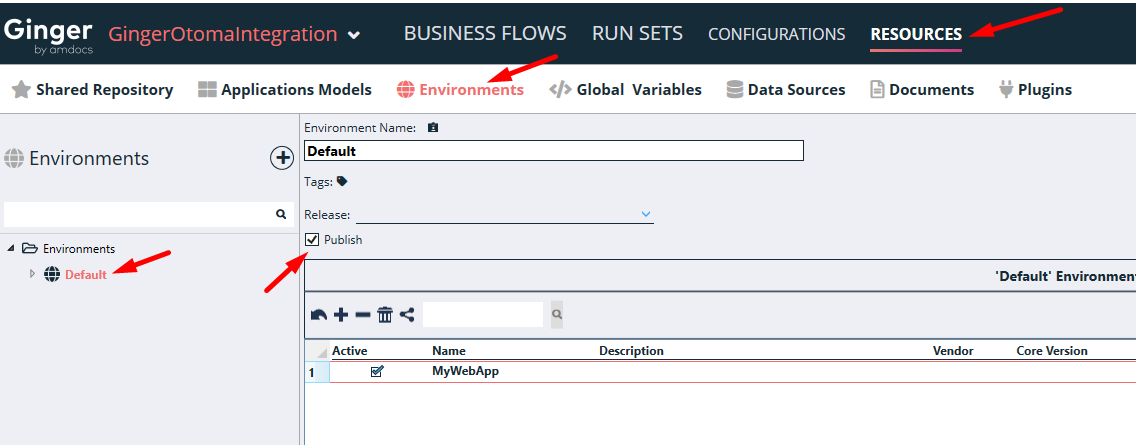 Ginger by amdocs GingerOtomaIntegration BUSINESS FLOWS RUN SETS CONFIGURATIONS RESOURCES
Shared Repository Applications Models Environments Global Variables Data Sources Documents Plugins
Environments
Environments
Default
Environment Name:
Default
Tags:
Release:
Publish
'Default' Environmen
Active Name Description Vendor Core Version
1 MyWebApp